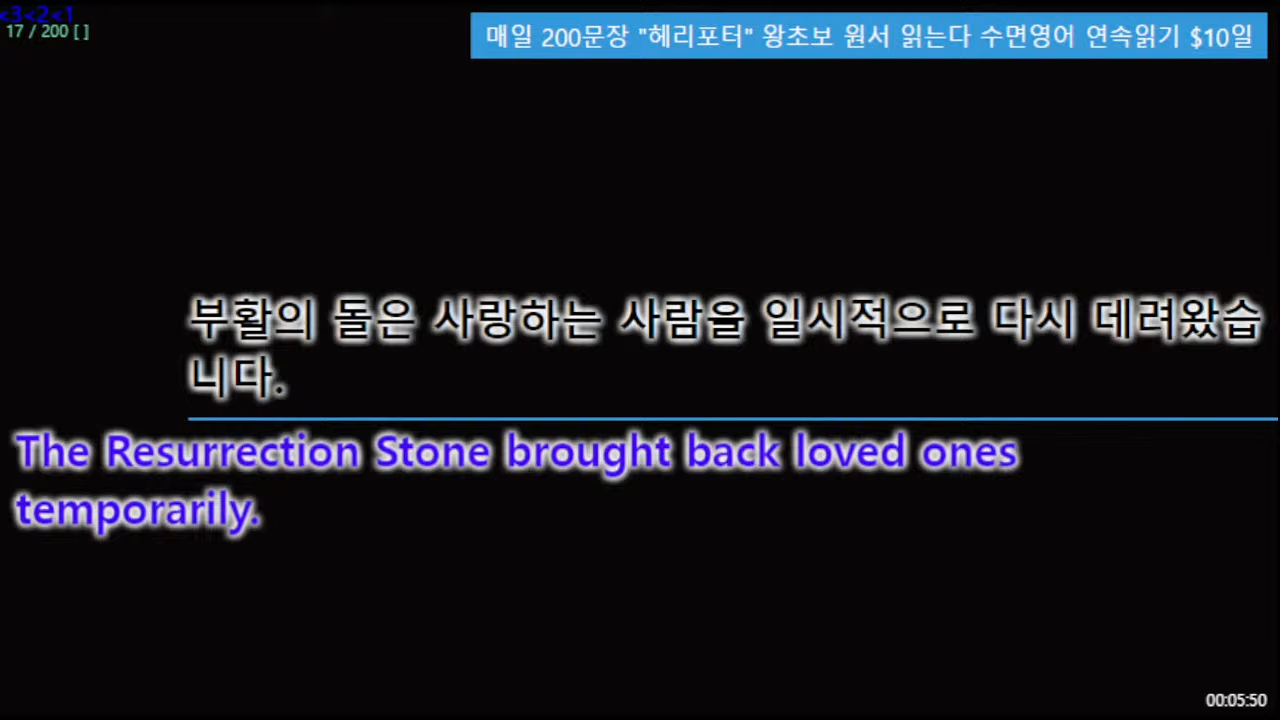 <3<2<1
17 / 200 [ ]
매일 200문장 "헤리포터" 왕초보 원서 읽는다 수면영어 연속읽기 $10일
부활의 돌은 사랑하는 사람을 일시적으로 다시 데려왔습
니다.
The Resurrection Stone brought back loved ones
temporarily.
00:05:50